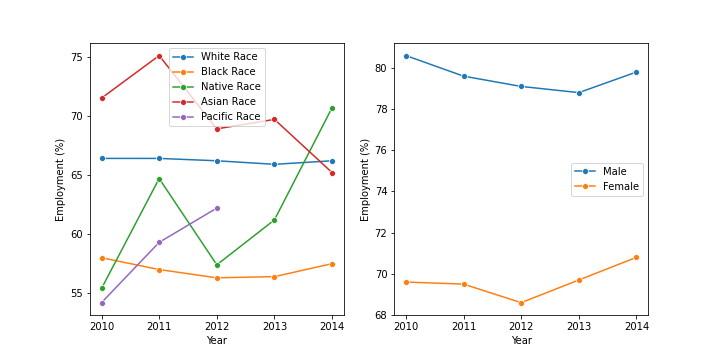 75
70
65
60
55
Employment (%)
2010 2011 2012 2013 2014
Year
White Race
Black Race
Native Race
Asian Race
Pacific Race
80
78
76
74
72
70
68
Employment (%)
2010 2011 2012 2013 2014
Year
Male
Female